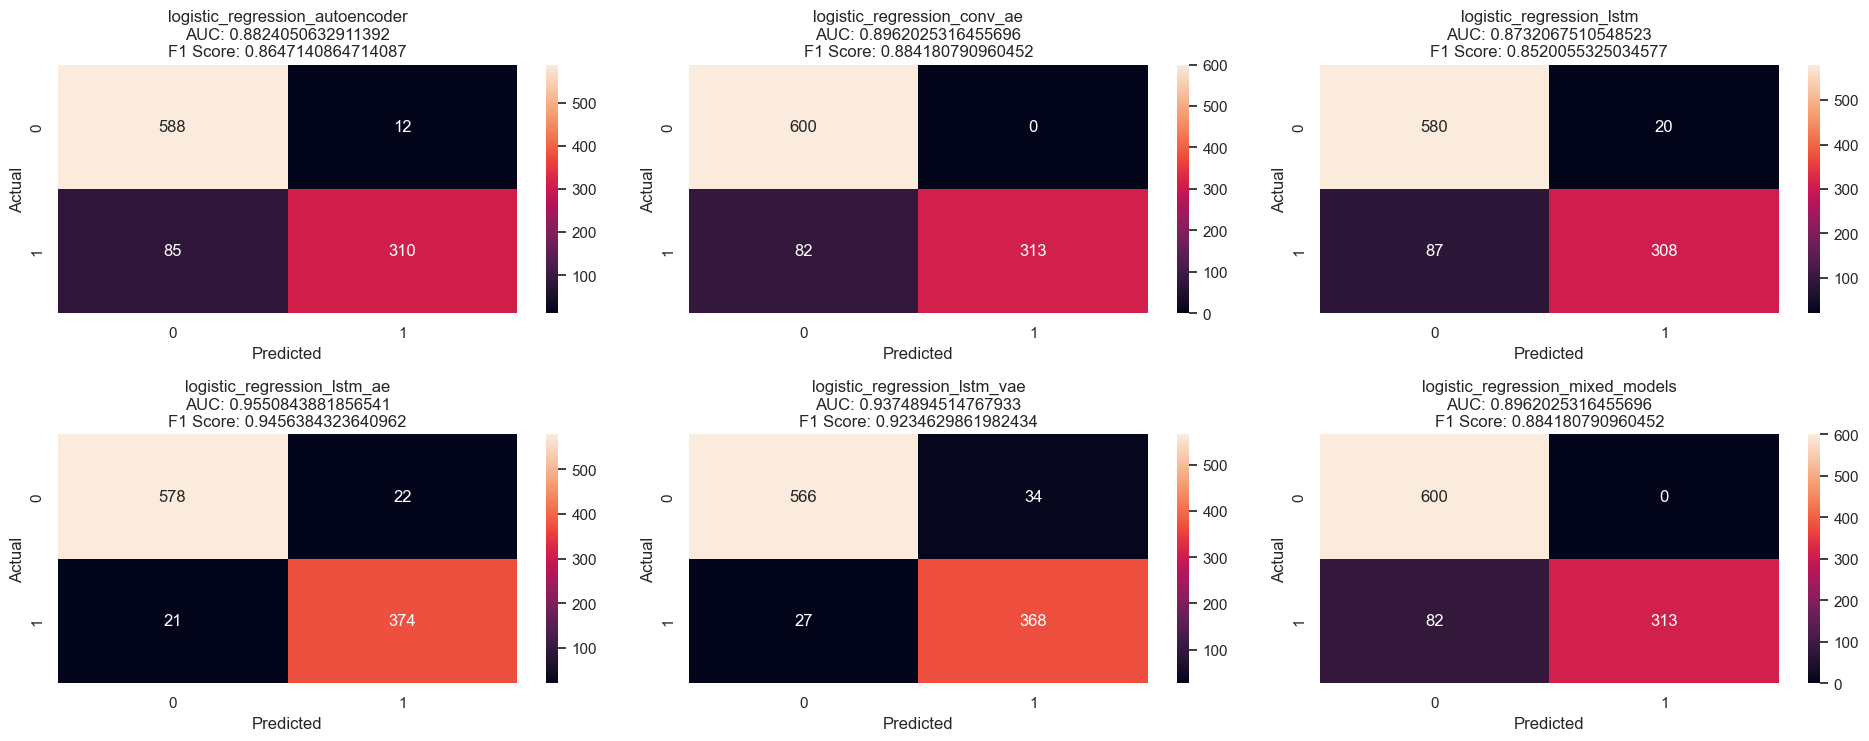 logistic_regression_autoencoder
AUC: 0.8824050632911392
F1 Score: 0.8647140864714087
0
1
Actual
588
12
85
310
0
1
Predicted
500
400
300
200
100
logistic_regression_conv_ae
AUC: 0.8962025316455696
F1 Score: 0.884180790960452
0
1
Actual
600
0
82
313
0
1
Predicted
600
500
400
300
200
100
0
logistic_regression_lstm
AUC: 0.8732067510548523
F1 Score: 0.8520055325034577
0
1
Actual
580
20
87
308
0
1
Predicted
500
400
300
200
100
logistic_regression_lstm_ae
AUC: 0.9550843881856541
F1 Score: 0.9456384323640962
0
1
Actual
578
22
21
374
0
1
Predicted
500
400
300
200
100
logistic_regression_lstm_vae
AUC: 0.9374894514767933
F1 Score: 0.9234629861982434
0
1
Actual
566
34
27
368
0
1
Predicted
500
400
300
200
100
logistic_regression_mixed_models
AUC: 0.8962025316455696
F1 Score: 0.884180790960452
0
1
Actual
600
0
82
313
0
1
Predicted
600
500
400
300
200
100
0